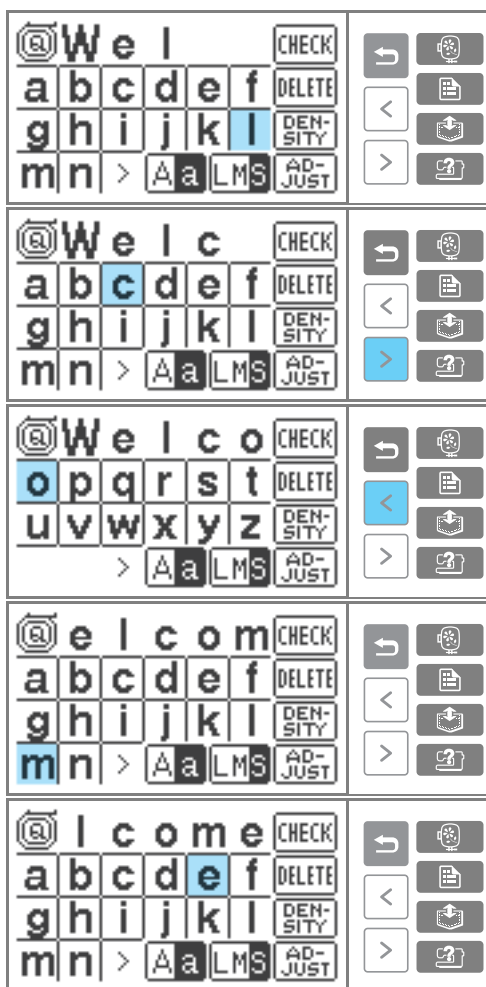 W e l CHECK
a b c d e f DELETE
g h i j k l DEN-SITY
m n > A a L M S AD-JUST
<
>
W e l c CHECK
a b c d e f DELETE
g h i j k l DEN-SITY
m n > A a L M S AD-JUST
<
>
W e l c o CHECK
o p q r s t DELETE
u v w x y z DEN-SITY
> A a L M S AD-JUST
<
>
e l c o m CHECK
a b c d e f DELETE
g h i j k l DEN-SITY
m n > A a L M S AD-JUST
<
>
l c o m e CHECK
a b c d e f DELETE
g h i j k l DEN-SITY
m n > A a L M S AD-JUST
<
>